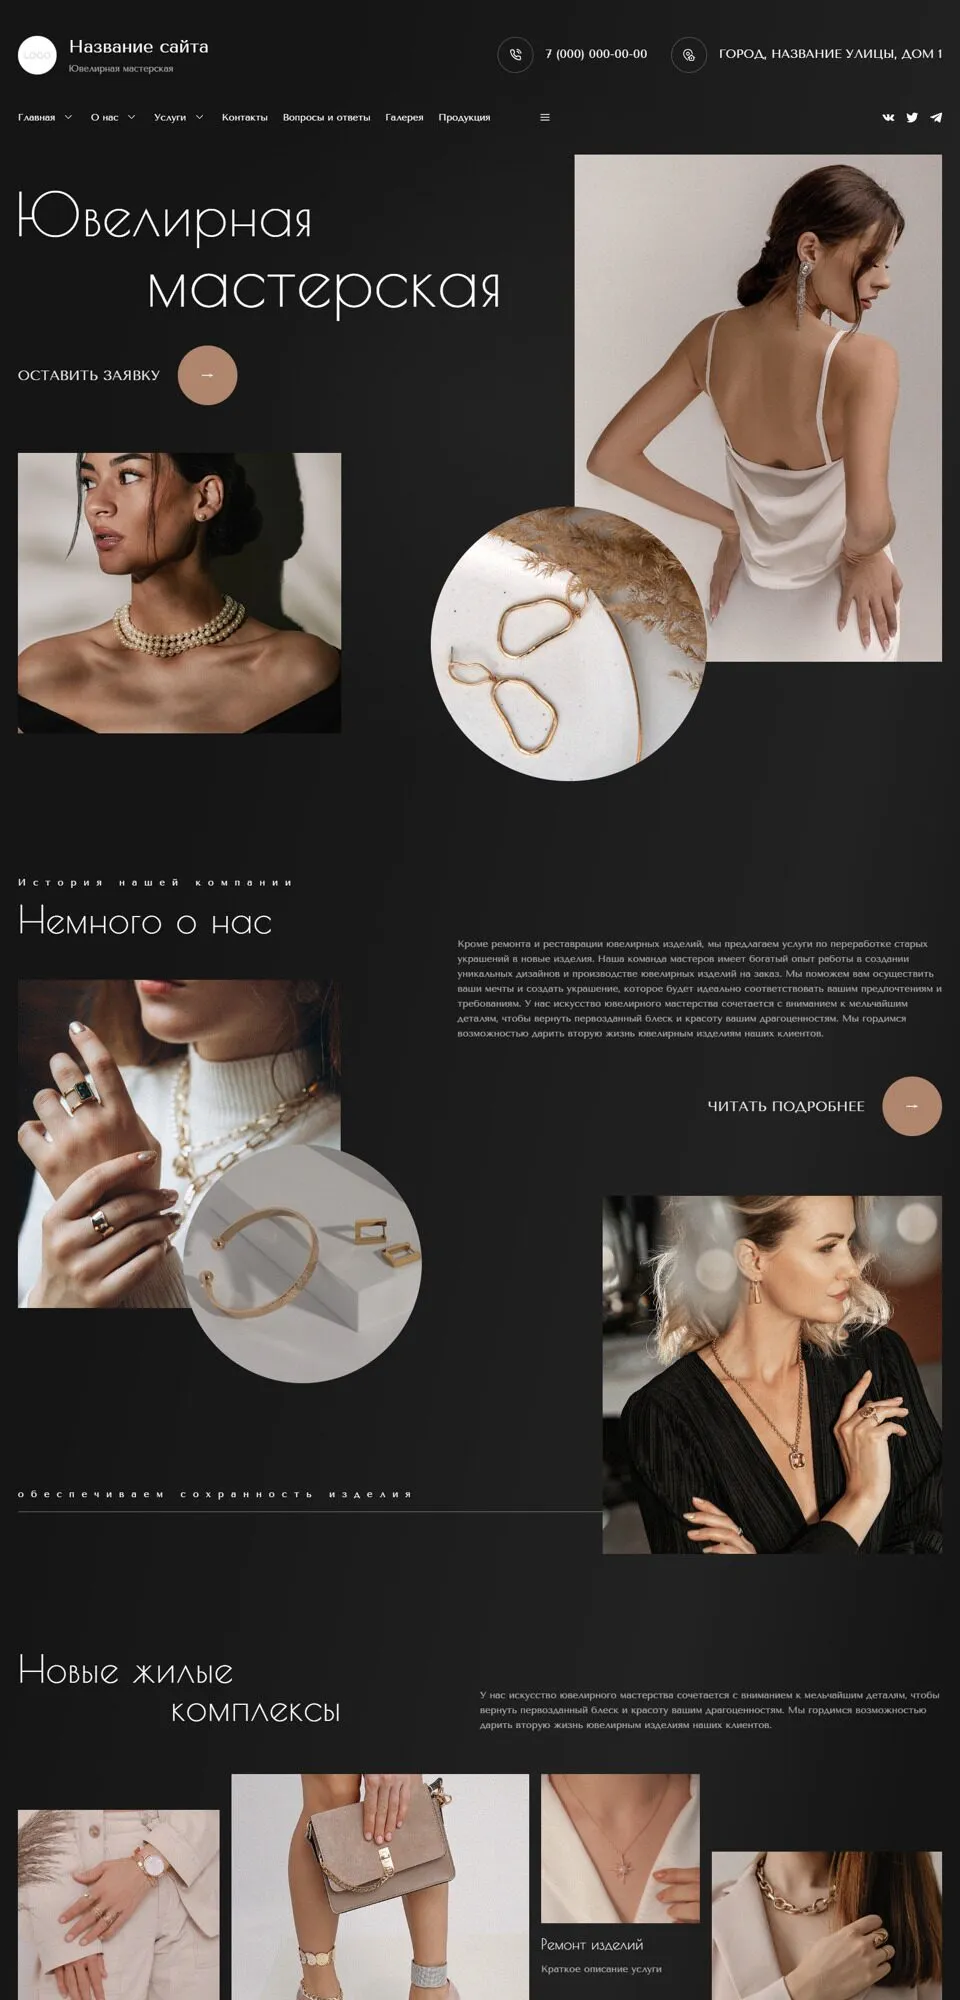 LOGO
Название сайта
Ювелирная мастерская
7 (000) 000-00-00
ГОРОД, НАЗВАНИЕ УЛИЦЫ, ДОМ 1
Главная
О нас
Услуги
Контакты
Вопросы и ответы
Галерея
Продукция
Ювелирная
мастерская
ОСТАВИТЬ ЗАЯВКУ
История нашей компании
Немного о нас
Кроме ремонта и реставрации ювелирных изделий, мы предлагаем услуги по переработке старых
украшений в новые изделия. Наша команда мастеров имеет богатый опыт работы в создании
уникальных дизайнов и производстве ювелирных изделий на заказ. Мы поможем вам осуществить
ваши мечты и создать украшение, которое будет идеально соответствовать вашим предпочтениям и
требованиям. У нас искусство ювелирного мастерства сочетается с вниманием к мельчайшим
деталям, чтобы вернуть первозданный блеск и красоту вашим драгоценностям. Мы гордимся
возможностью дарить вторую жизнь ювелирным изделиям наших клиентов.
ЧИТАТЬ ПОДРОБНЕЕ
обеспечиваем сохранность изделия
Новые жилые
комплексы
У нас искусство ювелирного мастерства сочетается с вниманием к мельчайшим деталям, чтобы
вернуть первозданный блеск и красоту вашим драгоценностям. Мы гордимся возможностью
дарить вторую жизнь ювелирным изделиям наших клиентов.
Ремонт изделий
Краткое описание услуги